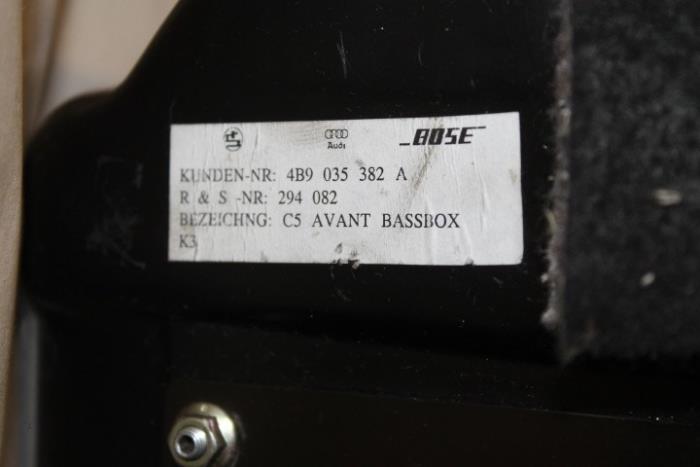 Audi BOSE
KUNDEN-NR: 4B9 035 382 A
R & S -NR: 294 082
BEZEICHNG: C5 AVANT BASSBOX
K3